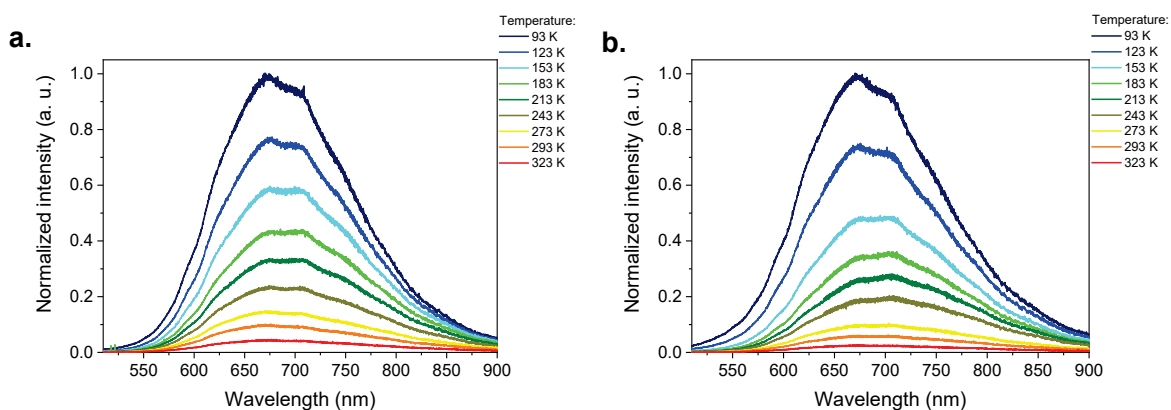 a.
Temperature:
93 K
123 K
153 K
183 K
213 K
243 K
273 K
293 K
323 K
Normalized intensity (a. u.)
1.0
0.8
0.6
0.4
0.2
0.0
550 600 650 700 750 800 850 900
Wavelength (nm)
b.
Temperature:
93 K
123 K
153 K
183 K
213 K
243 K
273 K
293 K
323 K
Normalized intensity (a. u.)
1.0
0.8
0.6
0.4
0.2
0.0
550 600 650 700 750 800 850 900
Wavelength (nm)